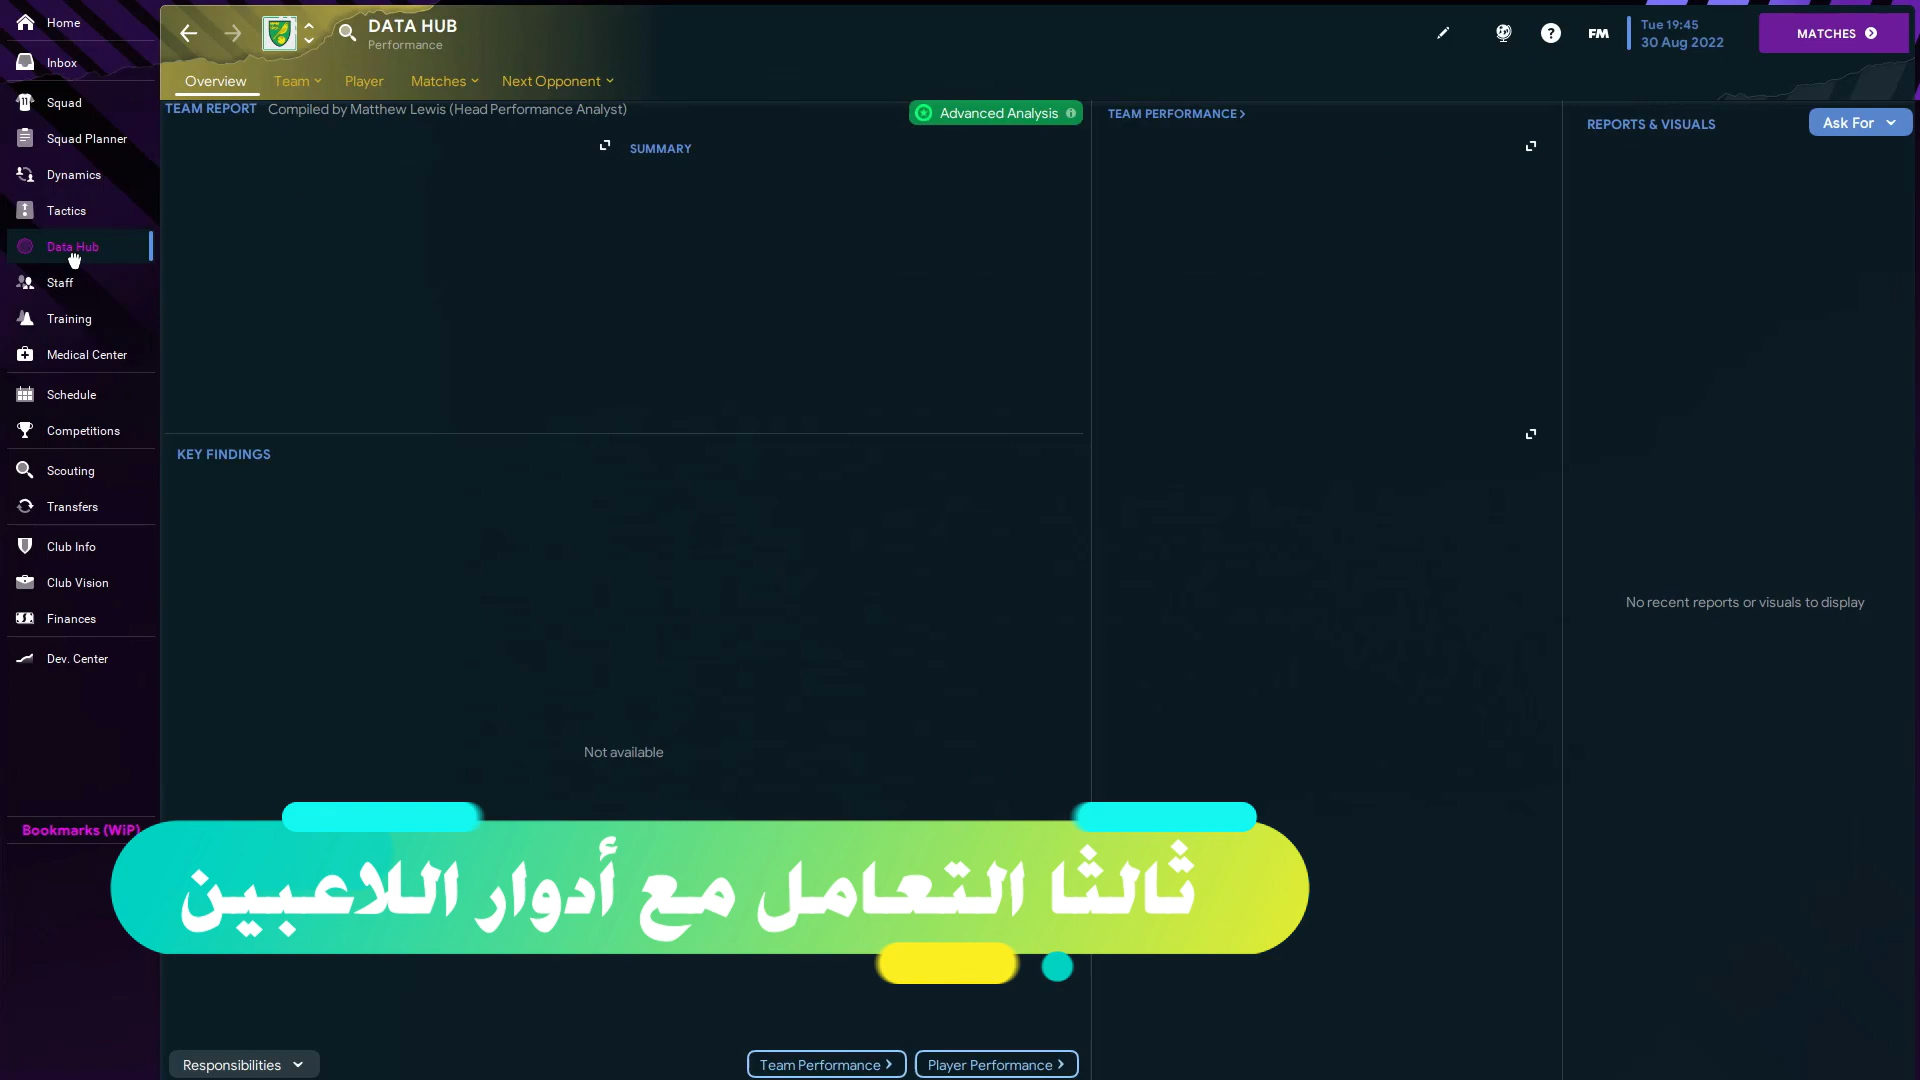 Home
Inbox
Squad
Squad Planner
Dynamics
Tactics
Data Hub
Staff
Training
Medical Center
Schedule
Competitions
Scouting
Transfers
Club Info
Club Vision
Finances
Dev. Center
Bookmarks (WiP)
DATA HUB
Performance
FM
Tue 19:45
30 Aug 2022
MATCHES
Overview Team Player Matches Next Opponent
TEAM REPORT Compiled by Matthew Lewis (Head Performance Analyst)
Advanced Analysis
SUMMARY
TEAM PERFORMANCE
REPORTS & VISUALS
Ask For
KEY FINDINGS
Not available
No recent reports or visuals to display
ثالثا التعامل مع أدوار اللاعبين
Responsibilities
Team Performance
Player Performance